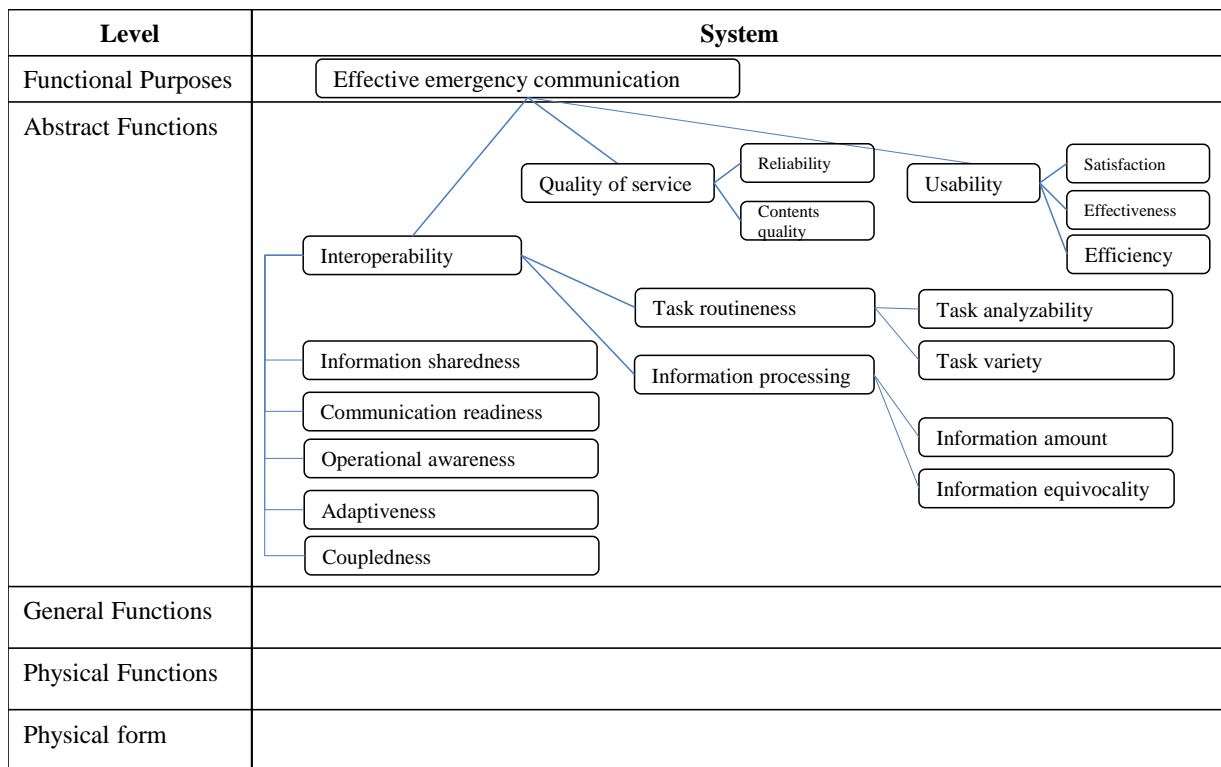 Level
System
Functional Purposes
Effective emergency communication
Abstract Functions
Quality of service
Reliability
Contents
quality
Usability
Satisfaction
Effectiveness
Efficiency
Interoperability
Task routineness
Task analyzability
Task variety
Information sharedness
Information processing
Communication readiness
Information amount
Operational awareness
Information equivocality
Adaptiveness
Coupledness
General Functions
Physical Functions
Physical form